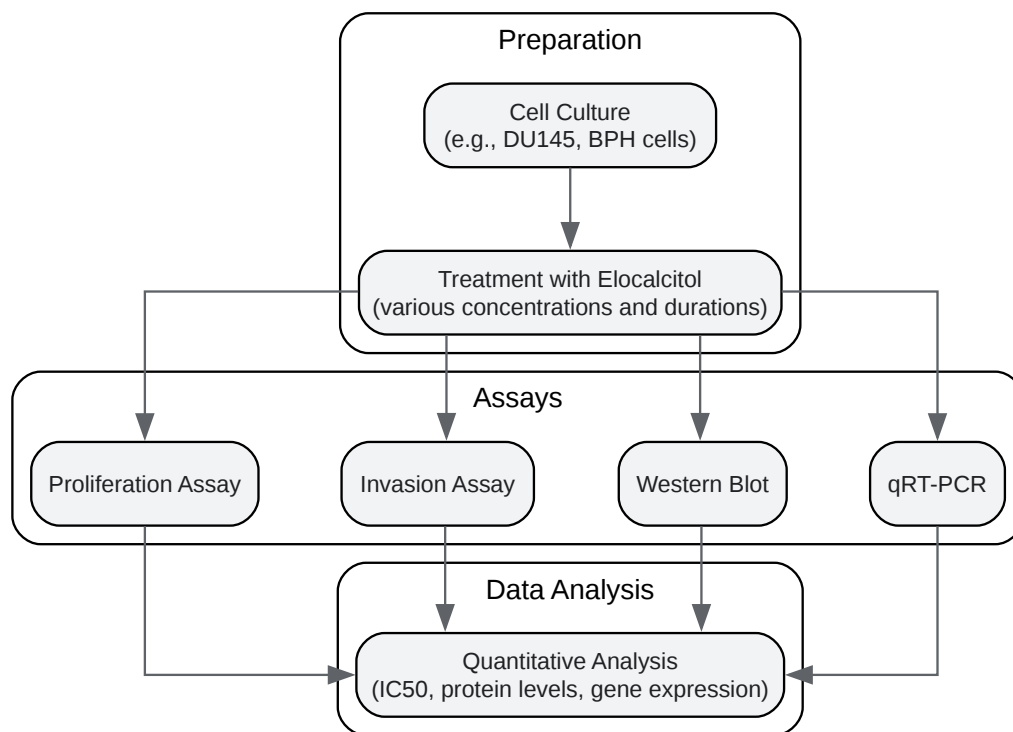 Preparation
Cell Culture
(e.g., DU145, BPH cells)
Treatment with Elocalcitol
(various concentrations and durations)
Assays
Proliferation Assay
Invasion Assay
Western Blot
qRT-PCR
Data Analysis
Quantitative Analysis
(IC50, protein levels, gene expression)